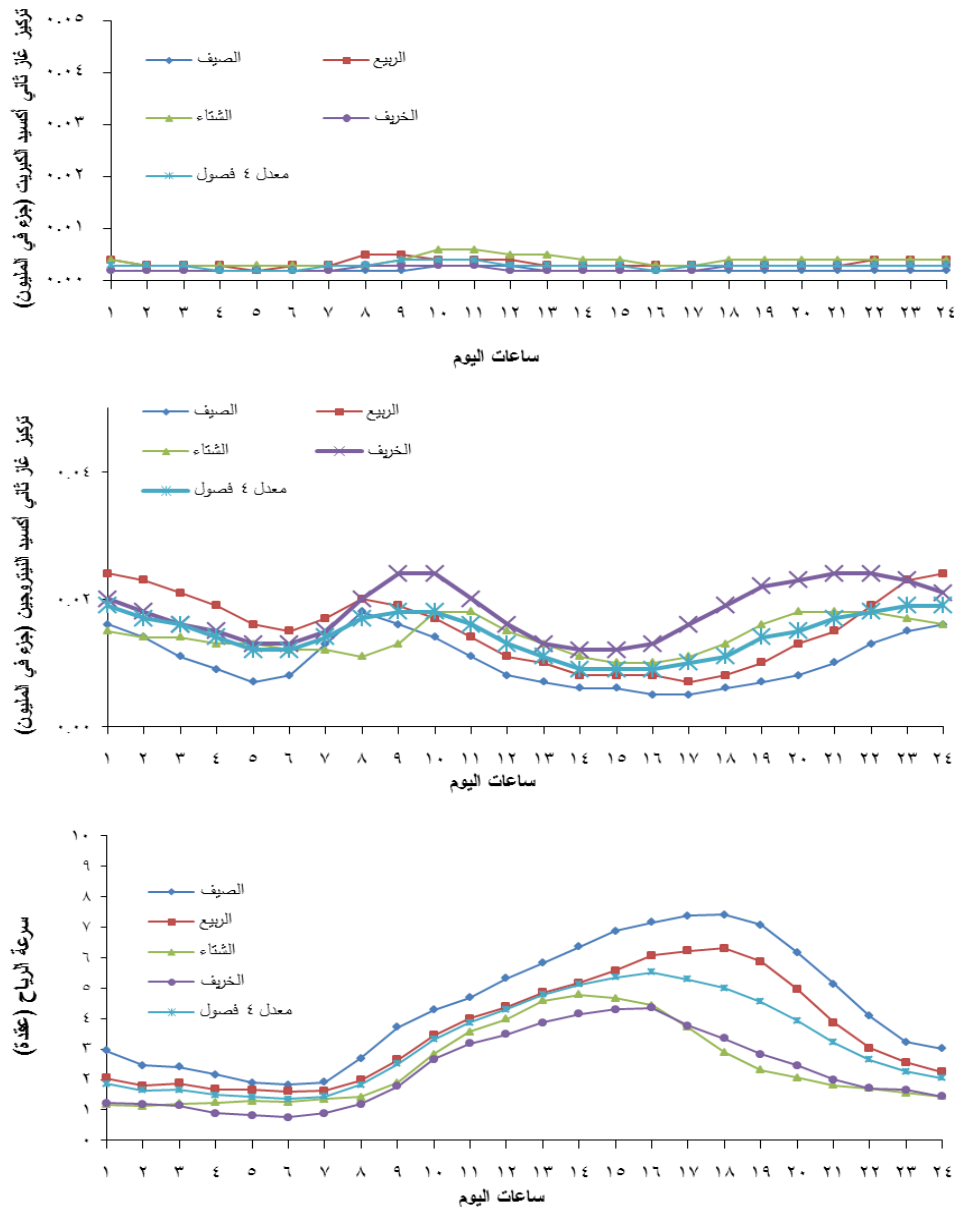 تركيز غاز ثاني أكسيد الكبريت (جزء في المليون)
٠.٠٥
٠.٠٤
٠.٠٣
٠.٠٢
٠.٠١
٠.٠٠
الصيف
الربيع
الشتاء
الخريف
معدل ٤ فصول
١ ٢ ٣ ٤ ٥ ٦ ٧ ٨ ٩ ١٠ ١١ ١٢ ١٣ ١٤ ١٥ ١٦ ١٧ ١٨ ١٩ ٢٠ ٢١ ٢٢ ٢٣ ٢٤
ساعات اليوم
تركيز غاز ثاني أكسيد النيتروجين (جزء في المليون)
٠.٠٤
٠.٠٢
٠.٠٠
الصيف
الربيع
الشتاء
الخريف
معدل ٤ فصول
١ ٢ ٣ ٤ ٥ ٦ ٧ ٨ ٩ ١٠ ١١ ١٢ ١٣ ١٤ ١٥ ١٦ ١٧ ١٨ ١٩ ٢٠ ٢١ ٢٢ ٢٣ ٢٤
ساعات اليوم
سرعة الرياح (عقدة)
١٠
٩
٨
٧
٦
٥
٤
٣
٢
١
٠
الصيف
الربيع
الشتاء
الخريف
معدل ٤ فصول
١ ٢ ٣ ٤ ٥ ٦ ٧ ٨ ٩ ١٠ ١١ ١٢ ١٣ ١٤ ١٥ ١٦ ١٧ ١٨ ١٩ ٢٠ ٢١ ٢٢ ٢٣ ٢٤
ساعات اليوم